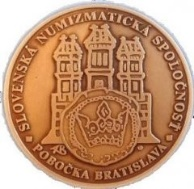 SLOVENSKÁ NUMIZMATICKÁ SPOLOČNOSŤ
POBOČKA BRATISLAVA